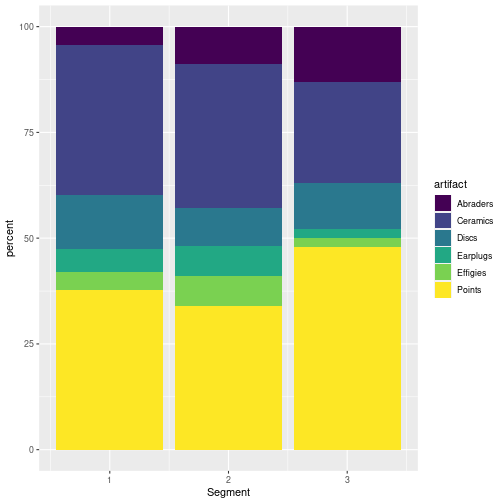 100
75
50
25
0
percent
1
2
3
Segment
artifact
Abraders
Ceramics
Discs
Earplugs
Effigies
Points